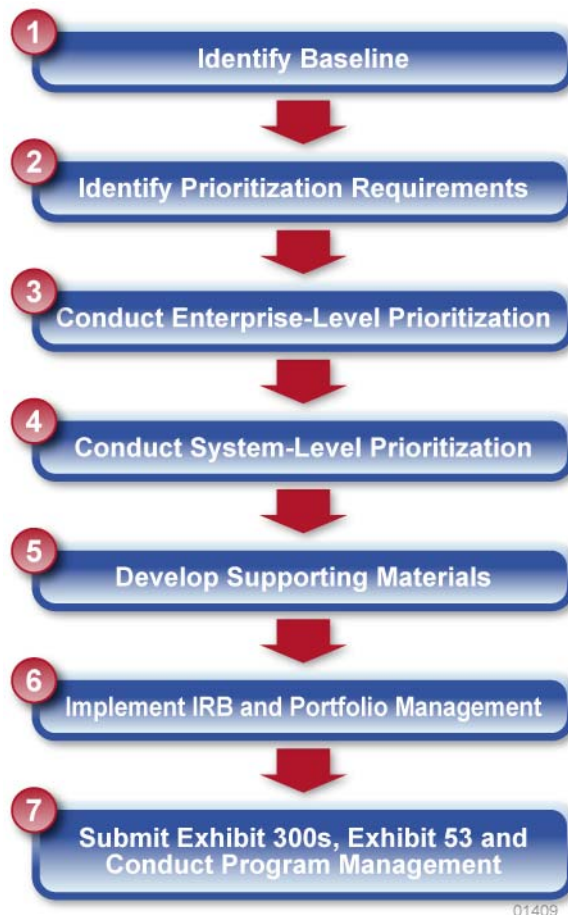 1
Identify Baseline
2
Identify Prioritization Requirements
3
Conduct Enterprise-Level Prioritization
4
Conduct System-Level Prioritization
5
Develop Supporting Materials
6
Implement IRB and Portfolio Management
7
Submit Exhibit 300s, Exhibit 53 and
Conduct Program Management
01409